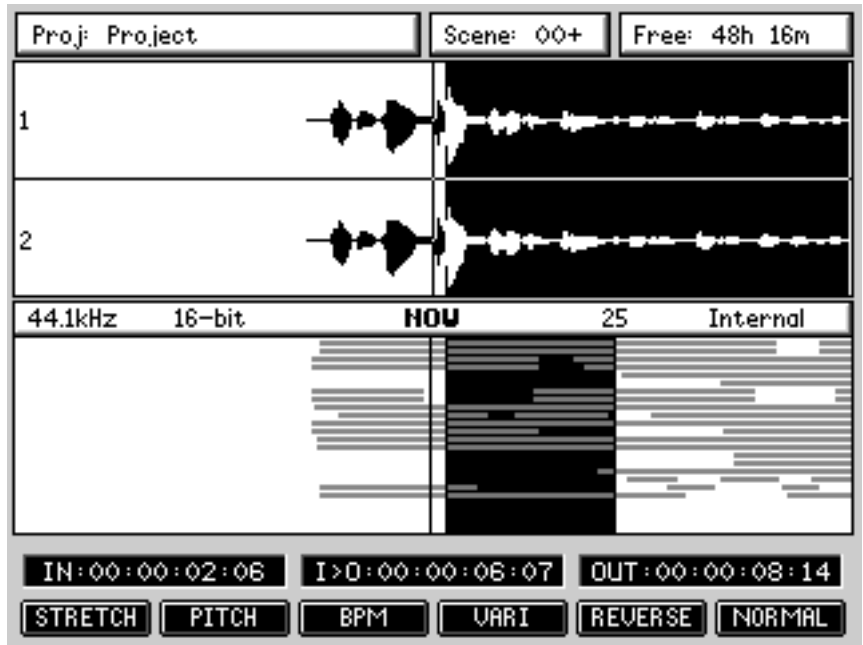 Proj: Project Scene: 00+ Free: 48h 16m
1
2
44.1kHz 16-bit NOW 25 Internal
IN:00:00:02:06 I>O:00:00:06:07 OUT:00:00:08:14
STRETCH PITCH BPM VARI REVERSE NORMAL